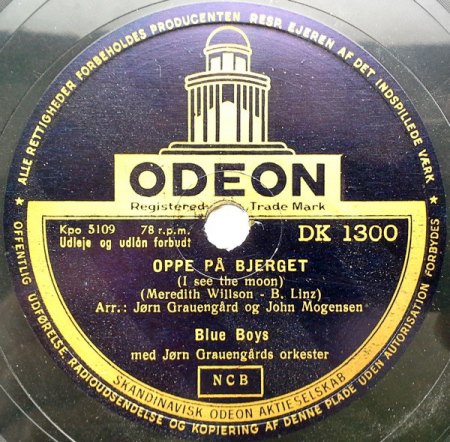 ★ ALLE RETTIGHEDER FORBEHOLDES PRODUCENTEN RESP. EJEREN AF DET INDSPILLEDE VÆRK ★
ODEON
Registered Trade Mark
Kpo 5109 78 r.p.m.
Udleje og udlån forbudt
DK 1300
OPPE PÅ BJERGET
(I see the moon)
(Meredith Willson - B. Linz)
Arr.: Jørn Grauengård og John Mogensen
Blue Boys
med Jørn Grauengårds orkester
NCB
SKANDINAVISK ODEON AKTIESELSKAB
OFFENTLIG UDFØRELSE, RADIOUDSENDELSE OG KOPIERING AF DENNE PLADE UDEN AUTORISATION FORBYDES